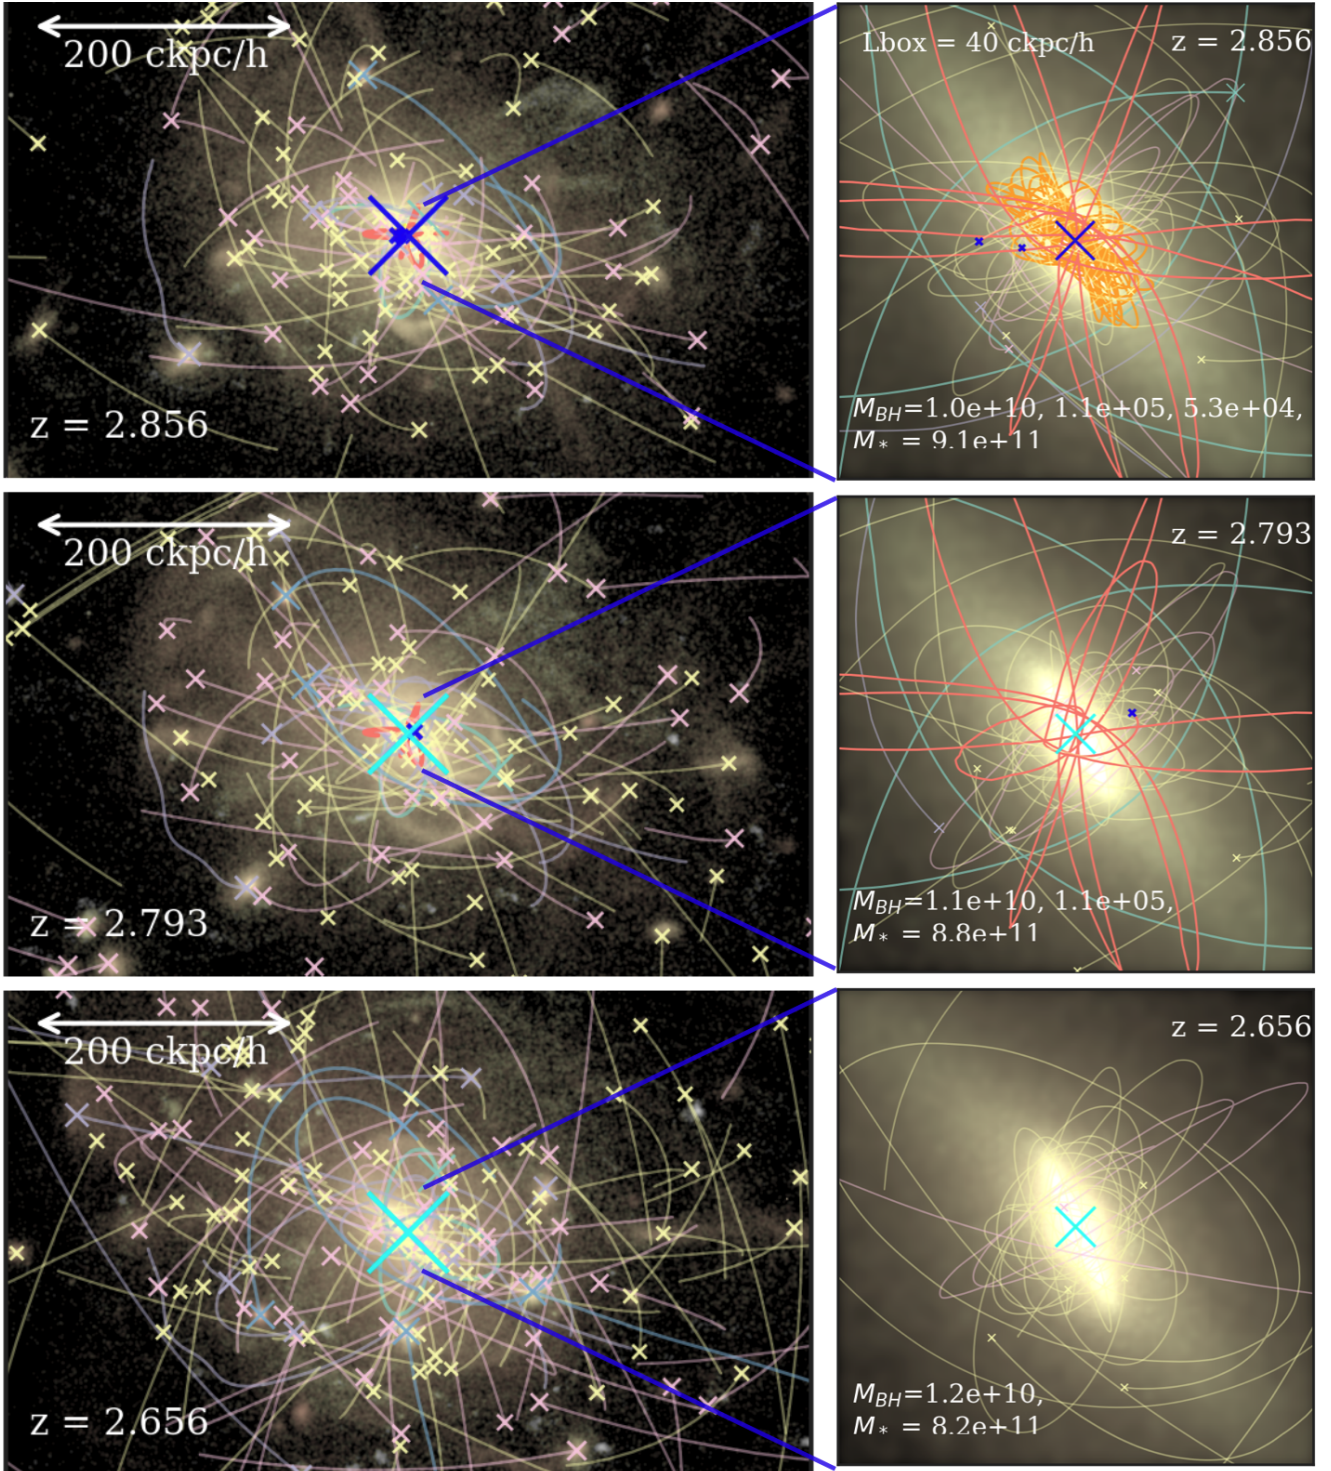 200 ckpc/h
z = 2.856
Lbox = 40 ckpc/h
z = 2.856
M_BH=1.0e+10, 1.1e+05, 5.3e+04,
M_* = 9.1e+11
200 ckpc/h
z = 2.793
z = 2.793
M_BH=1.1e+10, 1.1e+05,
M_* = 8.8e+11
200 ckpc/h
z = 2.656
z = 2.656
M_BH=1.2e+10,
M_* = 8.2e+11